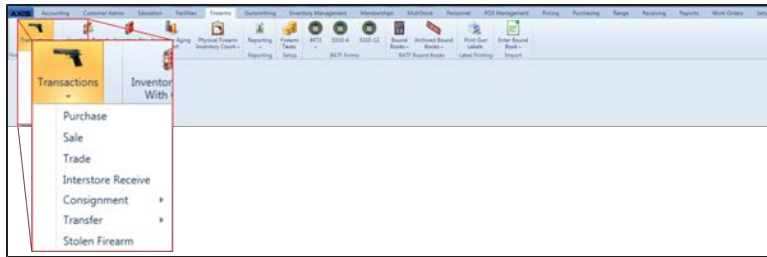 AXIS Accounting Customer Admin Education Facilities Firearms Gunsmithing Inventory Management Memberships MultiStore Personnel POS Management Pricing Purchasing Range Receiving Reports Work Orders
Aging Physical Firearm Inventory Count Reporting Firearm Taxes 4473 3310-4 3310-12 Bound Books Archived Bound Books Print Gun Labels Enter Bound Book
Reporting Setup BATF Forms BATF Bound Books Label Printing Import
Transactions
With
Purchase
Sale
Trade
Interstore Receive
Consignment
Transfer
Stolen Firearm